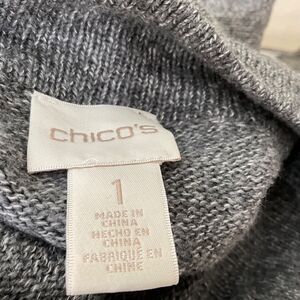 chico's
1
MADE IN
CHINA
HECHO EN
CHINA
FABRIQUÉ EN
CHINE